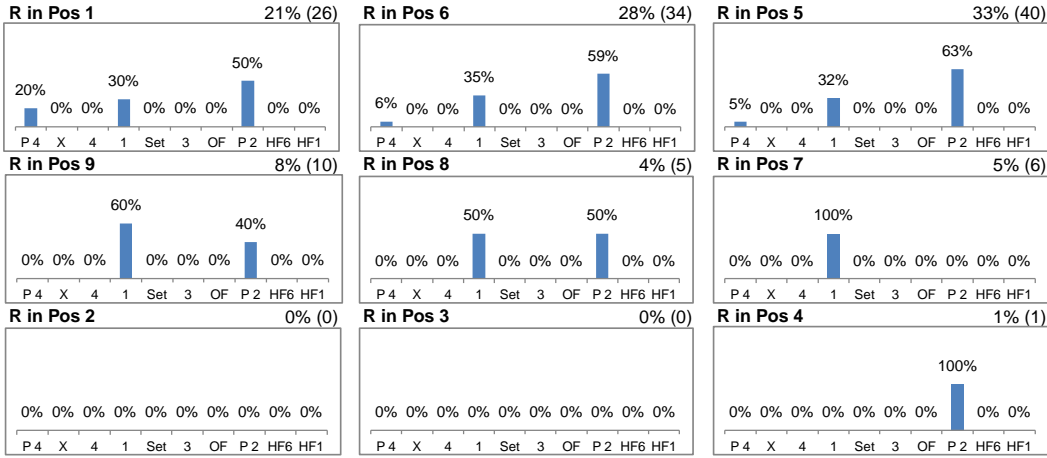 R in Pos 1 21% (26)
20% 0% 0% 30% 0% 0% 0% 50% 0% 0%
P 4 X 4 1 Set 3 OF P 2 HF6 HF1
R in Pos 6 28% (34)
6% 0% 0% 35% 0% 0% 0% 59% 0% 0%
P 4 X 4 1 Set 3 OF P 2 HF6 HF1
R in Pos 5 33% (40)
5% 0% 0% 32% 0% 0% 0% 63% 0% 0%
P 4 X 4 1 Set 3 OF P 2 HF6 HF1
R in Pos 9 8% (10)
0% 0% 0% 60% 0% 0% 0% 40% 0% 0%
P 4 X 4 1 Set 3 OF P 2 HF6 HF1
R in Pos 8 4% (5)
0% 0% 0% 50% 0% 0% 0% 50% 0% 0%
P 4 X 4 1 Set 3 OF P 2 HF6 HF1
R in Pos 7 5% (6)
0% 0% 0% 100% 0% 0% 0% 0% 0% 0%
P 4 X 4 1 Set 3 OF P 2 HF6 HF1
R in Pos 2 0% (0)
0% 0% 0% 0% 0% 0% 0% 0% 0% 0%
P 4 X 4 1 Set 3 OF P 2 HF6 HF1
R in Pos 3 0% (0)
0% 0% 0% 0% 0% 0% 0% 0% 0% 0%
P 4 X 4 1 Set 3 OF P 2 HF6 HF1
R in Pos 4 1% (1)
0% 0% 0% 0% 0% 0% 0% 100% 0% 0%
P 4 X 4 1 Set 3 OF P 2 HF6 HF1